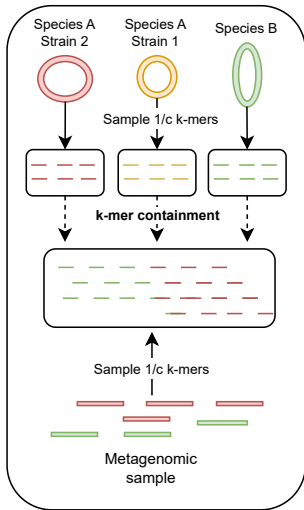 Species A
Strain 2
Species A
Strain 1
Species B
Sample 1/c k-mers
k-mer containment
Sample 1/c k-mers
Metagenomic
sample